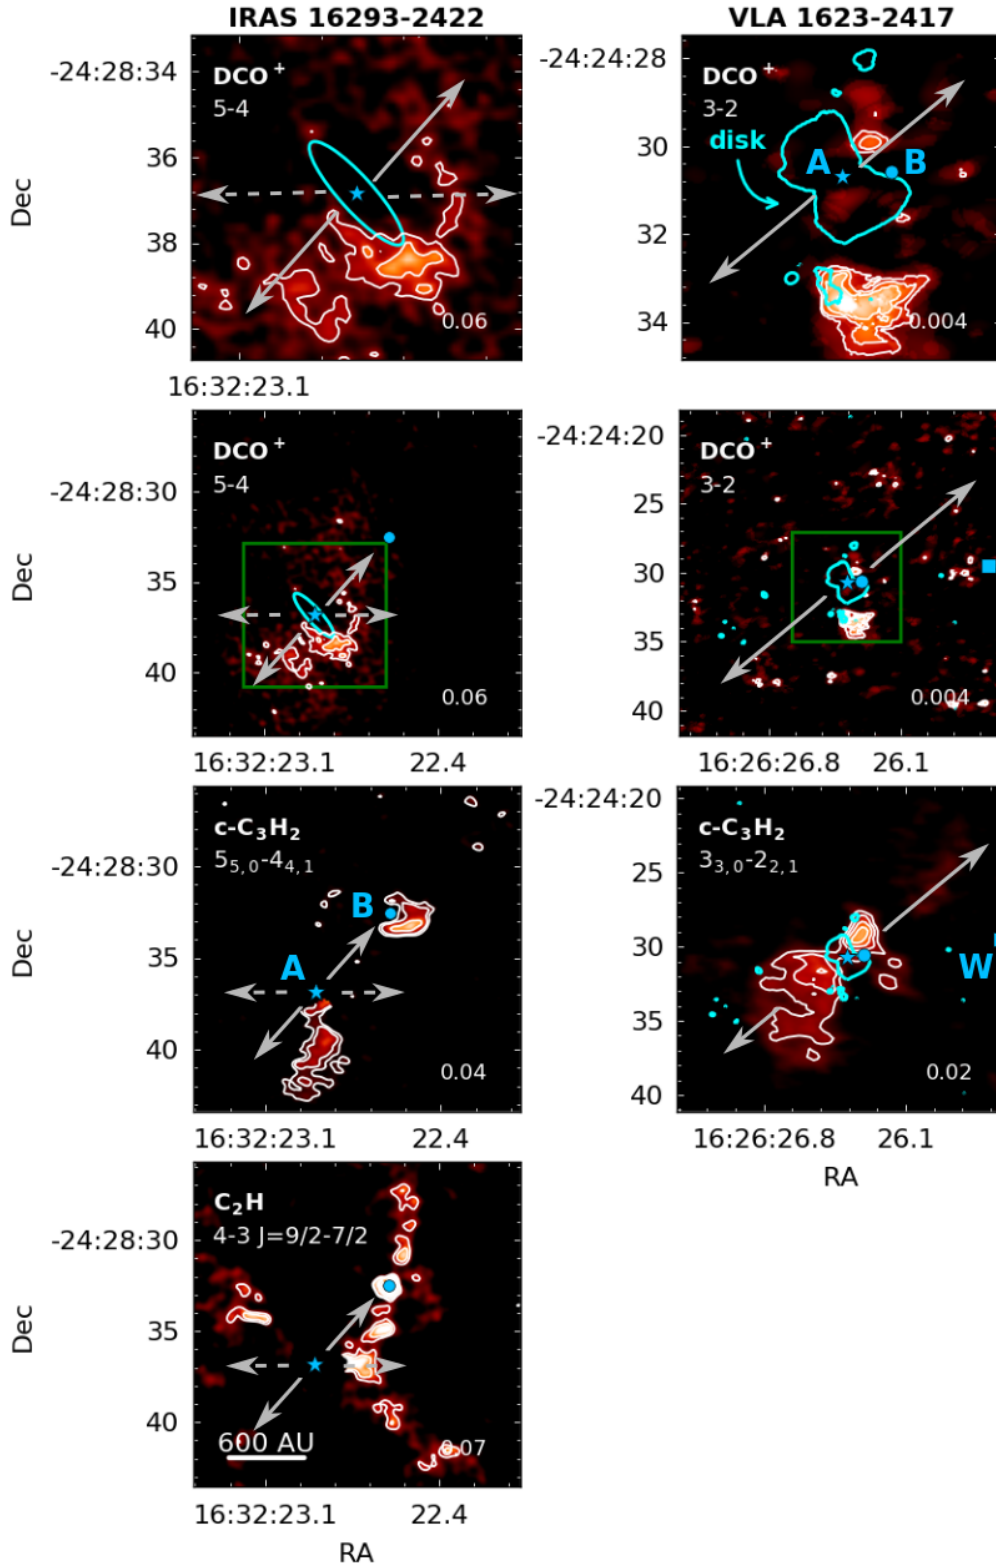 IRAS 16293-2422
VLA 1623-2417
-24:28:34
36
38
40
Dec
DCO+
5-4
0.06
16:32:23.1
-24:24:28
30
32
34
DCO+
3-2
disk
A
B
0.004
-24:28:30
35
40
Dec
DCO+
5-4
0.06
16:32:23.1
22.4
-24:24:20
25
30
35
40
DCO+
3-2
0.004
16:26:26.8
26.1
-24:28:30
35
40
Dec
c-C₃H₂
5₅,₀-4₄,₁
B
A
0.04
16:32:23.1
22.4
-24:24:20
25
30
35
40
c-C₃H₂
3₃,₀-2₂,₁
W
0.02
16:26:26.8
26.1
RA
-24:28:30
35
40
Dec
C₂H
4-3 J=9/2-7/2
600 AU
0.07
16:32:23.1
22.4
RA